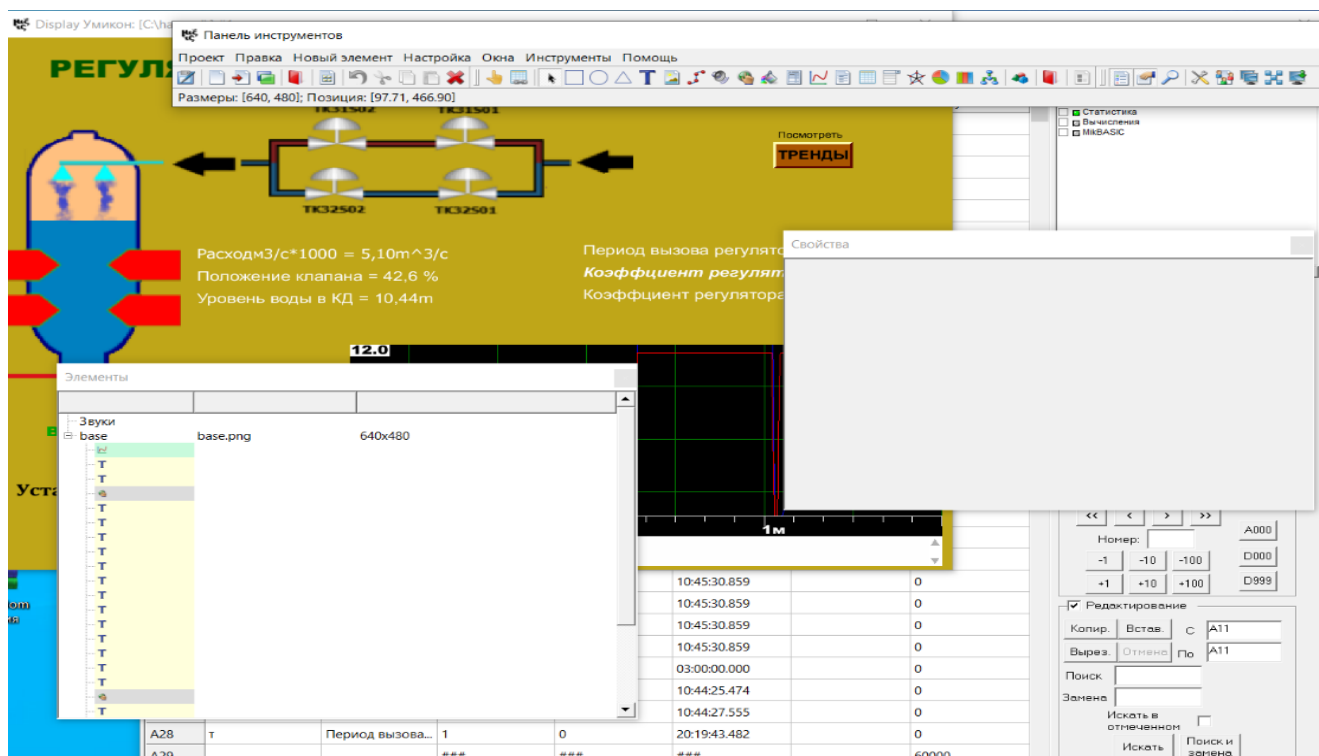 Display Умикон: [C:\ha
Панель инструментов
Проект Правка Новый элемент Настройка Окна Инструменты Помощь
Размеры: [640, 480]; Позиция: [97.71, 466.90]
РЕГУЛ
TK31S02 TK31S01
Посмотреть
ТРЕНДЫ
TK32S02 TK32S01
Статистика
Вычисления
MikBASIC
Расходм3/с*1000 = 5,10m^3/c
Положение клапана = 42,6 %
Уровень воды в КД = 10,44m
Период вызова регулято
Коэффциент регулят
Коэффциент регулятора
Свойства
12.0
1м
Элементы
Звуки
base base.png 640x480
В
Уста
<< < > >>
Номер:
A000
-1 -10 -100
D000
+1 +10 +100
D999
Редактирование
Копир. Встав. С A11
Вырез. Отмена По A11
Поиск
Замена
Искать в отмеченном
Искать
Поиск и замена
10:45:30.859 0
10:45:30.859 0
10:45:30.859 0
10:45:30.859 0
03:00:00.000 0
10:44:25.474 0
10:44:27.555 0
A28 т Период вызова... 1 0 20:19:43.482 0
A29 ### ### ### 60000